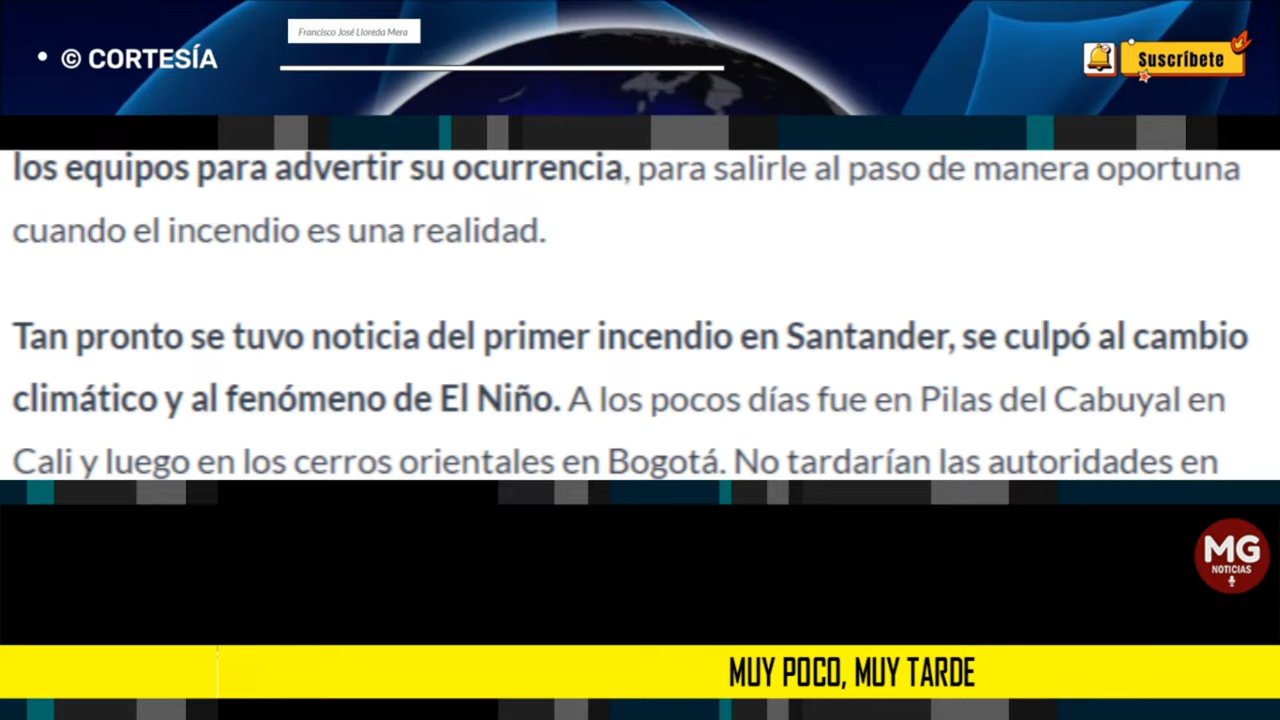 Francisco José Lloreda Mera
• © CORTESÍA
Suscríbete
los equipos para advertir su ocurrencia, para salirle al paso de manera oportuna
cuando el incendio es una realidad.
Tan pronto se tuvo noticia del primer incendio en Santander, se culpó al cambio
climático y al fenómeno de El Niño. A los pocos días fue en Pilas del Cabuyal en
Cali y luego en los cerros orientales en Bogotá. No tardarían las autoridades en
MG
NOTICIAS
MUY POCO, MUY TARDE